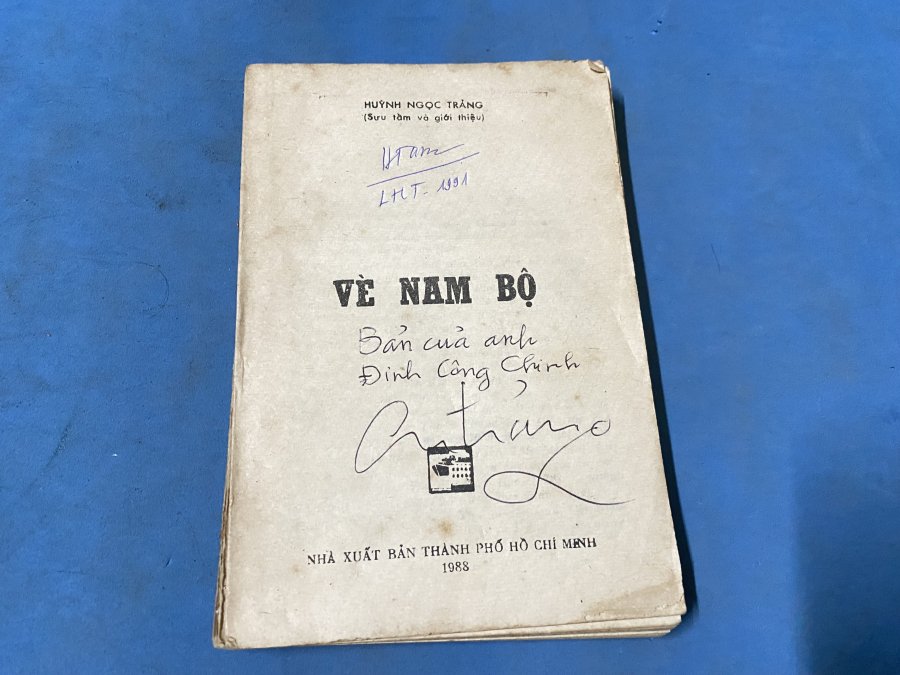 HUỲNH NGỌC TRẢNG
(Sưu tầm và giới thiệu)
LHT - 1991
VÈ NAM BỘ
Bản của anh
Đinh Công Chinh
NHÀ XUẤT BẢN THÀNH PHỐ HỒ CHÍ MINH
1988